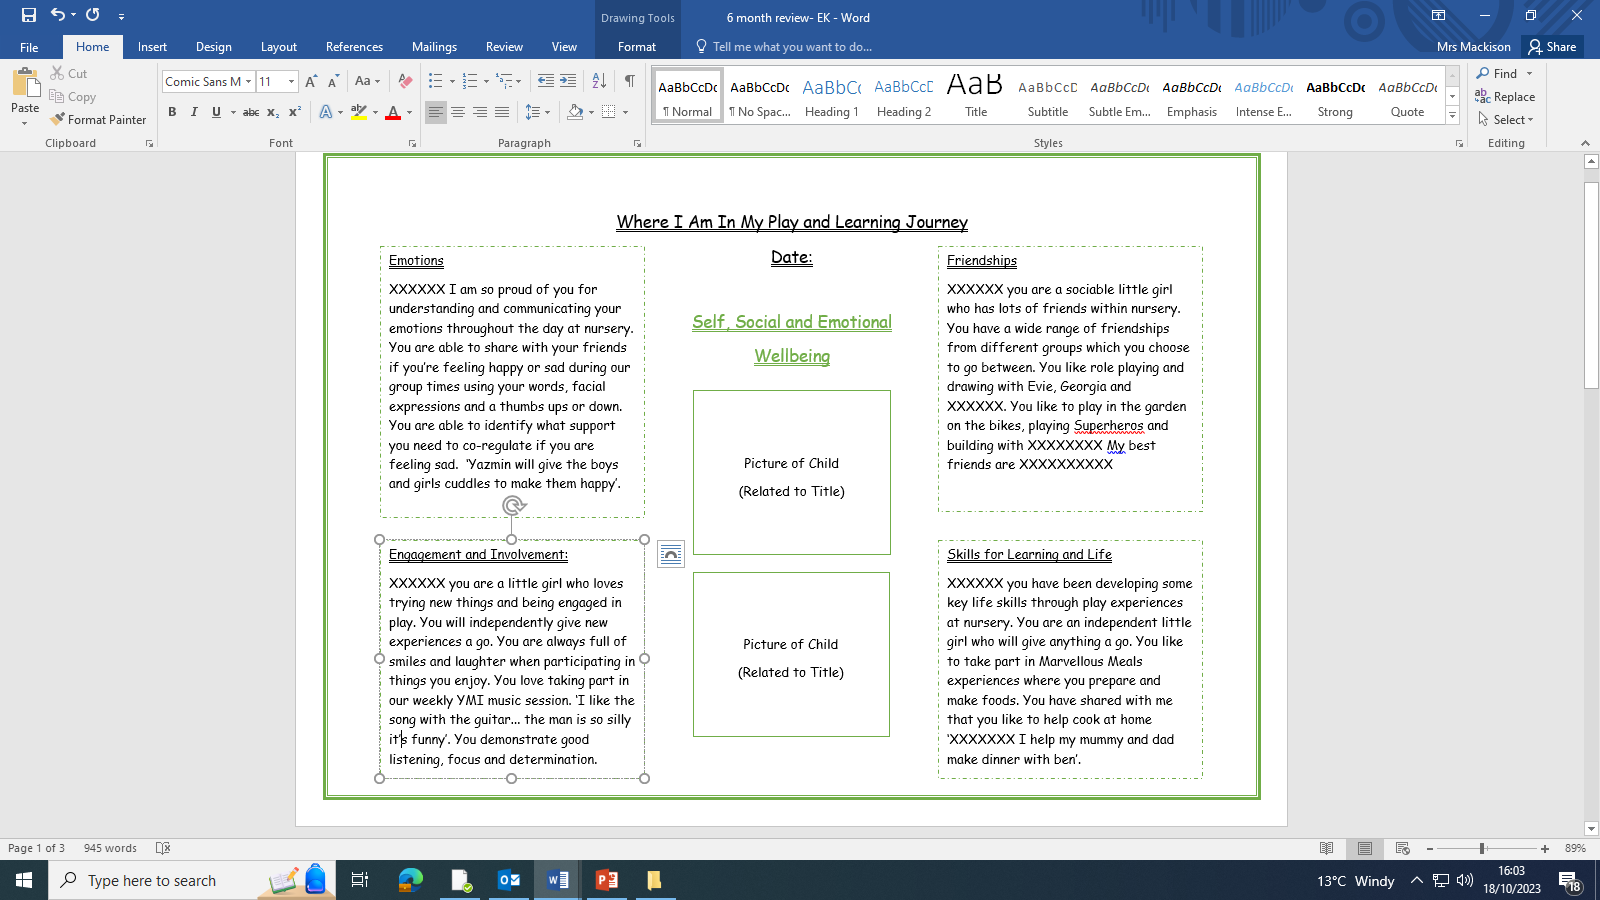 Drawing Tools
6 month review- EK - Word
File
Home
Insert
Design
Layout
References
Mailings
Review
View
Format
Tell me what you want to do...
Mrs Mackison
Share
Paste
Cut
Copy
Format Painter
Clipboard
Comic Sans M
11
A
A
Aa
A
B I U abc x₂ x²
A
ab
A
Font
A
Z
¶
Paragraph
AaBbCcDc
¶ Normal
AaBbCcDc
¶ No Spac...
AaBbC(
Heading 1
AaBbCcD
Heading 2
AaB
Title
AaBbCcD
Subtitle
AaBbCcDc
Subtle Em...
AaBbCcDc
Emphasis
AaBbCcDc
Intense E...
AaBbCcDc
Strong
AaBbCcDc
Quote
Styles
Find
Replace
Select
Editing
Where I Am In My Play and Learning Journey
Date:
Emotions
XXXXXX I am so proud of you for
understanding and communicating your
emotions throughout the day at nursery.
You are able to share with your friends
if you're feeling happy or sad during our
group times using your words, facial
expressions and a thumbs ups or down.
You are able to identify what support
you need to co-regulate if you are
feeling sad.  'Yazmin will give the boys
and girls cuddles to make them happy'.
Self, Social and Emotional
Wellbeing
Picture of Child
(Related to Title)
Picture of Child
(Related to Title)
Friendships
XXXXXX you are a sociable little girl
who has lots of friends within nursery.
You have a wide range of friendships
from different groups which you choose
to go between. You like role playing and
drawing with Evie, Georgia and
XXXXXX. You like to play in the garden
on the bikes, playing Superheros and
building with XXXXXXXX My best
friends are XXXXXXXXXX
Engagement and Involvement:
XXXXXX you are a little girl who loves
trying new things and being engaged in
play. You will independently give new
experiences a go. You are always full of
smiles and laughter when participating in
things you enjoy. You love taking part in
our weekly YMI music session. 'I like the
song with the guitar... the man is so silly
it's funny'. You demonstrate good
listening, focus and determination.
Skills for Learning and Life
XXXXXX you have been developing some
key life skills through play experiences
at nursery. You are an independent little
girl who will give anything a go. You like
to take part in Marvellous Meals
experiences where you prepare and
make foods. You have shared with me
that you like to help cook at home
'XXXXXXX I help my mummy and dad
make dinner with ben'.
Page 1 of 3
945 words
89%
Type here to search
13°C Windy
16:03
18/10/2023
18